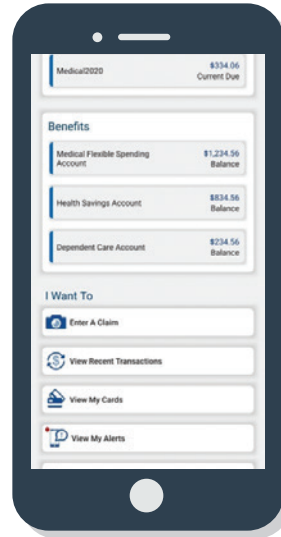 Medical2020
$334.06
Current Due
Benefits
Medical Flexible Spending
Account
$1,234.56
Balance
Health Savings Account
$834.56
Balance
Dependent Care Account
$234.56
Balance
I Want To
Enter A Claim
View Recent Transactions
View My Cards
View My Alerts